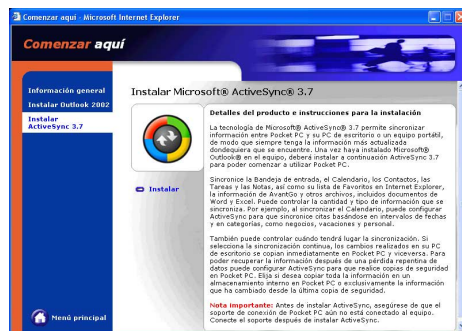 Comenzar aquí - Microsoft Internet Explorer
Comenzar aquí
Información general
Instalar Outlook 2002
Instalar
ActiveSync 3.7
Instalar Microsoft® ActiveSync® 3.7
Instalar
Detalles del producto e instrucciones para la instalación
La tecnología de Microsoft® ActiveSync® 3.7 permite sincronizar
información entre Pocket PC y su PC de escritorio o un equipo portátil,
de modo que siempre tenga la información más actualizada
dondequiera que se encuentre. Una vez haya instalado Microsoft®
Outlook® en el equipo, deberá instalar a continuación ActiveSync 3.7
para poder comenzar a utilizar Pocket PC.
Sincronice la Bandeja de entrada, el Calendario, los Contactos, las
Tareas y las Notas, así como su lista de Favoritos en Internet Explorer,
la información de AvantGo y otros archivos, incluidos documentos de
Word y Excel. Puede controlar la cantidad y tipo de información que se
sincroniza. Por ejemplo, al sincronizar el Calendario, puede configurar
ActiveSync para que sincronice citas basándose en intervalos de fechas
y en categorías, como negocios, vacaciones y personal.
También puede controlar cuándo tendrá lugar la sincronización. Si
selecciona la sincronización continua, los cambios realizados en su PC
de escritorio se copian inmediatamente en Pocket PC y viceversa. Para
poder recuperar la información después de una pérdida repentina de
datos puede configurar ActiveSync para que realice copias de seguridad
en Pocket PC. Elija si desea copiar toda la información en un
almacenamiento interno en Pocket PC o exclusivamente la información
que ha cambiado desde la última copia de seguridad.
Nota importante: Antes de instalar ActiveSync, asegúrese de que el
soporte de conexión de Pocket PC aún no está conectado al equipo.
Conecte el soporte después de instalar ActiveSync.
Menú principal